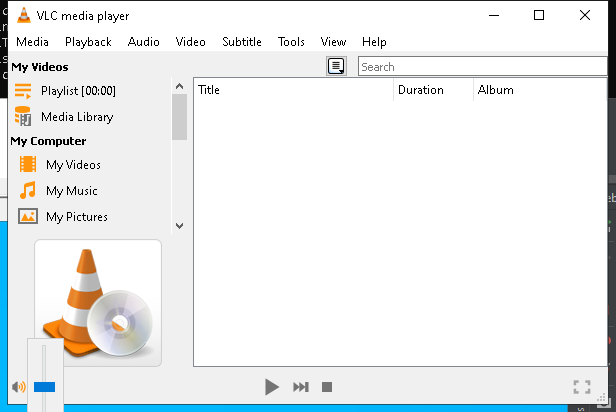 VLC media player
Media Playback Audio Video Subtitle Tools View Help
My Videos
Search
Playlist [00:00]
Title Duration Album
Media Library
My Computer
My Videos
My Music
My Pictures